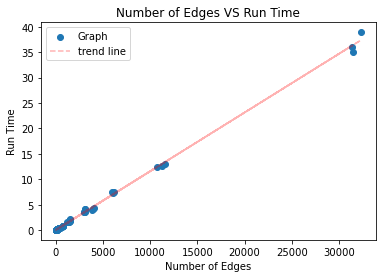 Number of Edges VS Run Time
Graph
trend line
Run Time
40
35
30
25
20
15
10
5
0
0 5000 10000 15000 20000 25000 30000
Number of Edges